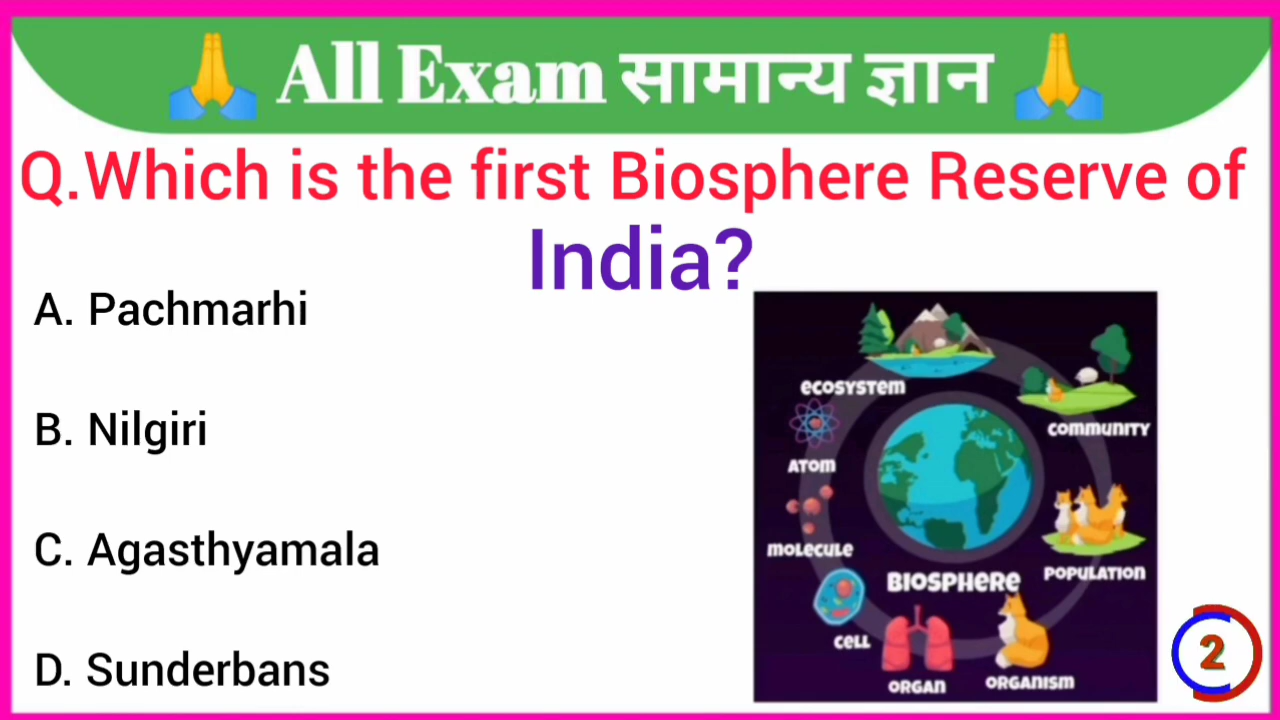 🙏 All Exam सामान्य ज्ञान 🙏
Q.Which is the first Biosphere Reserve of
India?
A. Pachmarhi
B. Nilgiri
C. Agasthyamala
D. Sunderbans
ECOSYSTEM
COMMUNITY
ATOM
MOLECULE
POPULATION
BIOSPHERE
CELL
ORGAN
ORGANISM
2